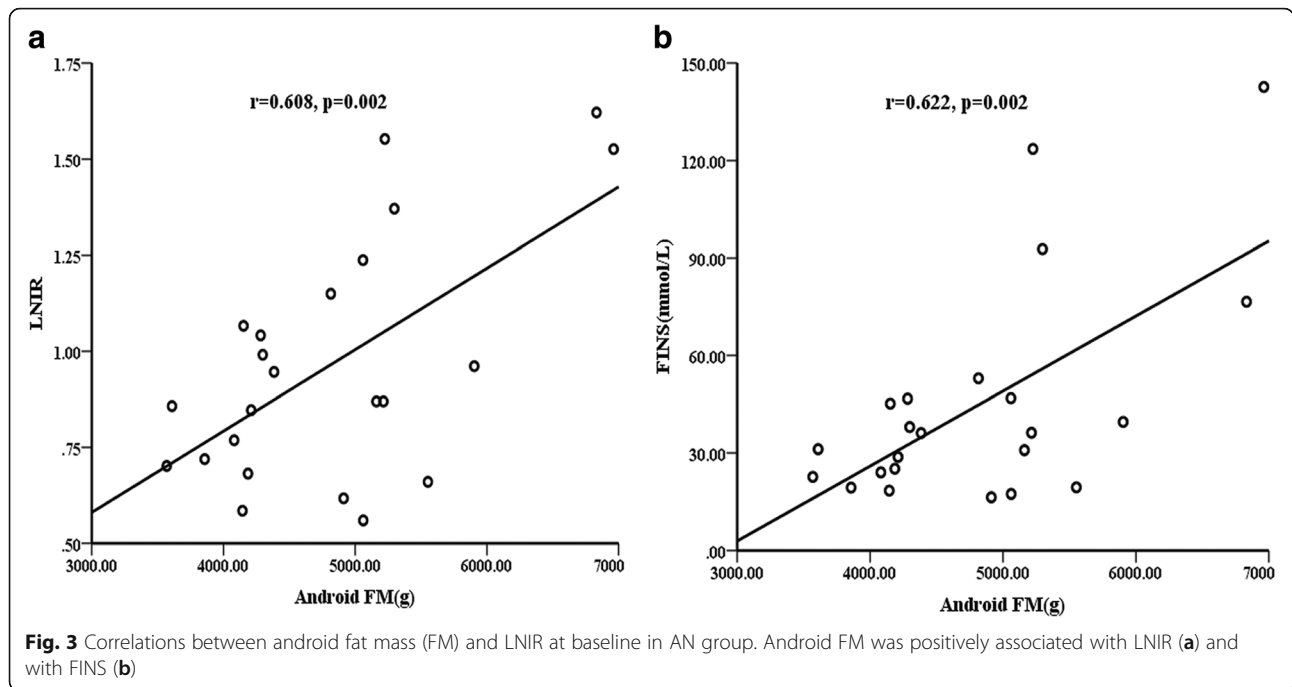 a
1.75
1.50
1.25
1.00
.75
.50
LNIR
r=0.608, p=0.002
3000.00
4000.00
5000.00
6000.00
7000
Android FM(g)
b
150.00
120.00
90.00
60.00
30.00
.00
FINS(mmol/L)
r=0.622, p=0.002
3000.00
4000.00
5000.00
6000.00
7000
Android FM(g)
Fig. 3 Correlations between android fat mass (FM) and LNIR at baseline in AN group. Android FM was positively associated with LNIR (a) and
with FINS (b)